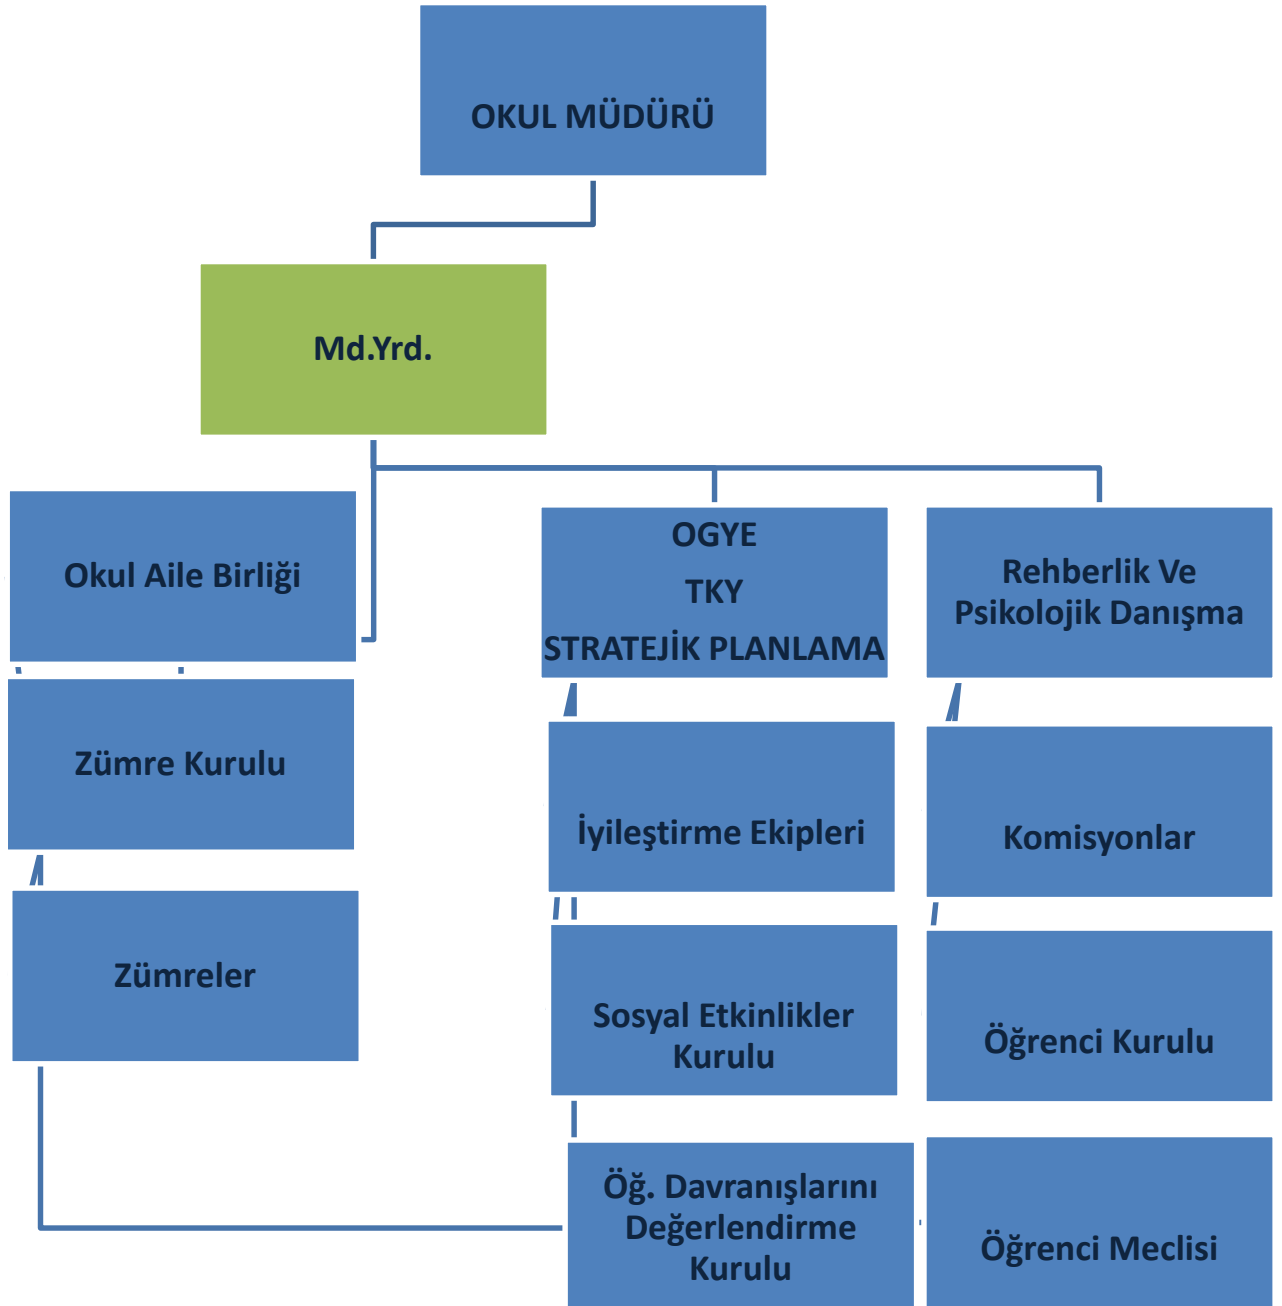 OKUL MÜDÜRÜ
Md.Yrd.
Okul Aile Birliği
OGYE
TKY
STRATEJİK PLANLAMA
Rehberlik Ve
Psikolojik Danışma
Zümre Kurulu
İyileştirme Ekipleri
Komisyonlar
Zümreler
Sosyal Etkinlikler
Kurulu
Öğrenci Kurulu
Öğ. Davranışlarını
Değerlendirme
Kurulu
Öğrenci Meclisi